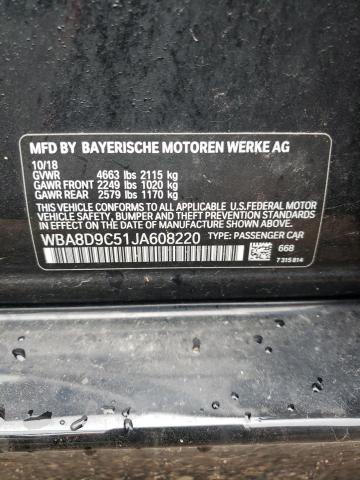 MFD BY BAYERISCHE MOTOREN WERKE AG
10/18
GVWR 4663 lbs 2115 kg
GAWR FRONT 2249 lbs 1020 kg
GAWR REAR 2579 lbs 1170 kg
THIS VEHICLE CONFORMS TO ALL APPLICABLE U.S.FEDERAL MOTOR
VEHICLE SAFETY, BUMPER, AND THEFT PREVENTION STANDARDS
IN EFFECT ON THE DATE OF MANUFACTURE SHOWN ABOVE.
WBA8D9C51JA608220 TYPE: PASSENGER CAR
668
7 315 814